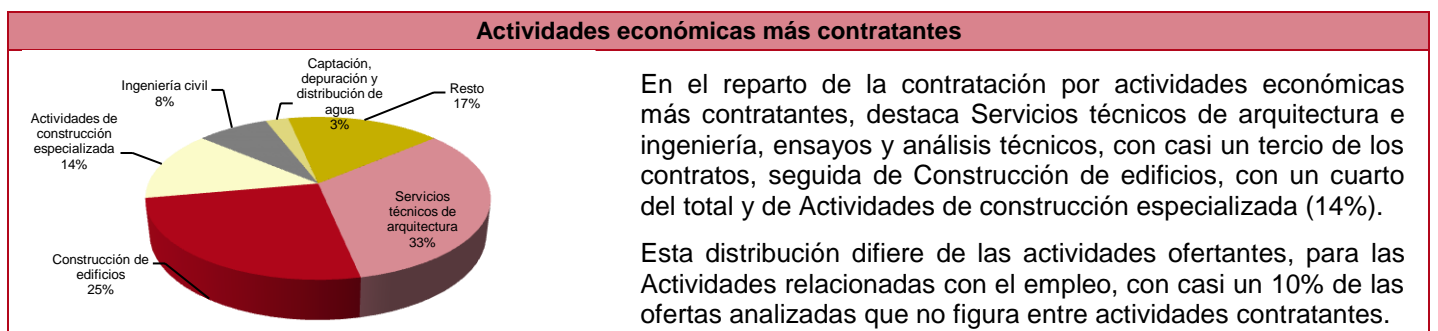 Actividades económicas más contratantes
Captación,
depuración y
distribución de
agua
3%
Ingeniería civil
8%
Resto
17%
Actividades de
construcción
especializada
14%
Servicios
técnicos de
arquitectura
33%
Construcción de
edificios
25%
En el reparto de la contratación por actividades económicas
más contratantes, destaca Servicios técnicos de arquitectura e
ingeniería, ensayos y análisis técnicos, con casi un tercio de los
contratos, seguida de Construcción de edificios, con un cuarto
del total y de Actividades de construcción especializada (14%).
Esta distribución difiere de las actividades ofertantes, para las
Actividades relacionadas con el empleo, con casi un 10% de las
ofertas analizadas que no figura entre actividades contratantes.